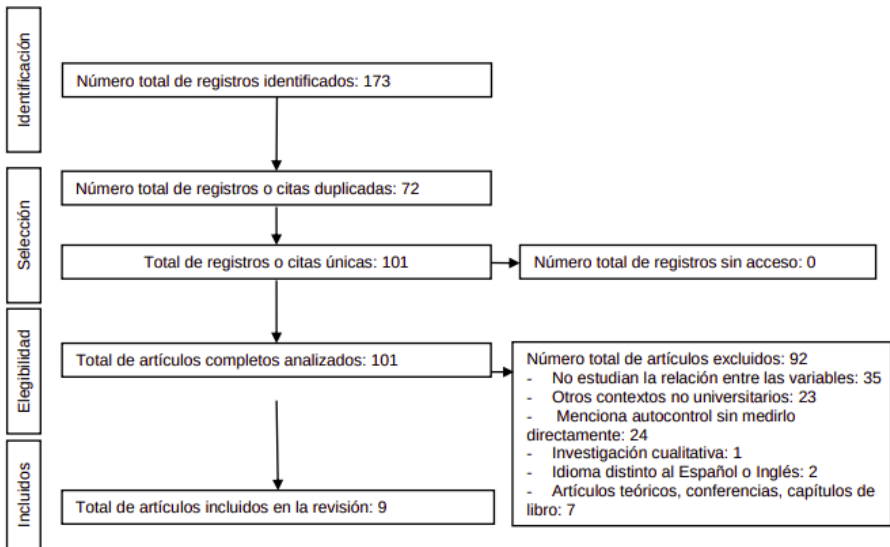 Identificación
Número total de registros identificados: 173
Selección
Número total de registros o citas duplicadas: 72
Total de registros o citas únicas: 101
Número total de registros sin acceso: 0
Elegibilidad
Total de artículos completos analizado: 101
Número total de artículos excluidos: 92
- No estudian la relación entre las variables: 35
- Otros contextos no universitarios: 23
- Menciona autocontrol sin medirlo
directamente: 24
- Investigación cualitativa: 1
- Idioma distinto al Español o Inglés: 2
- Artículos teóricos, conferencias, capítulos de
libro: 7
Incluidos
Total de artículos incluidos en la revisión: 9